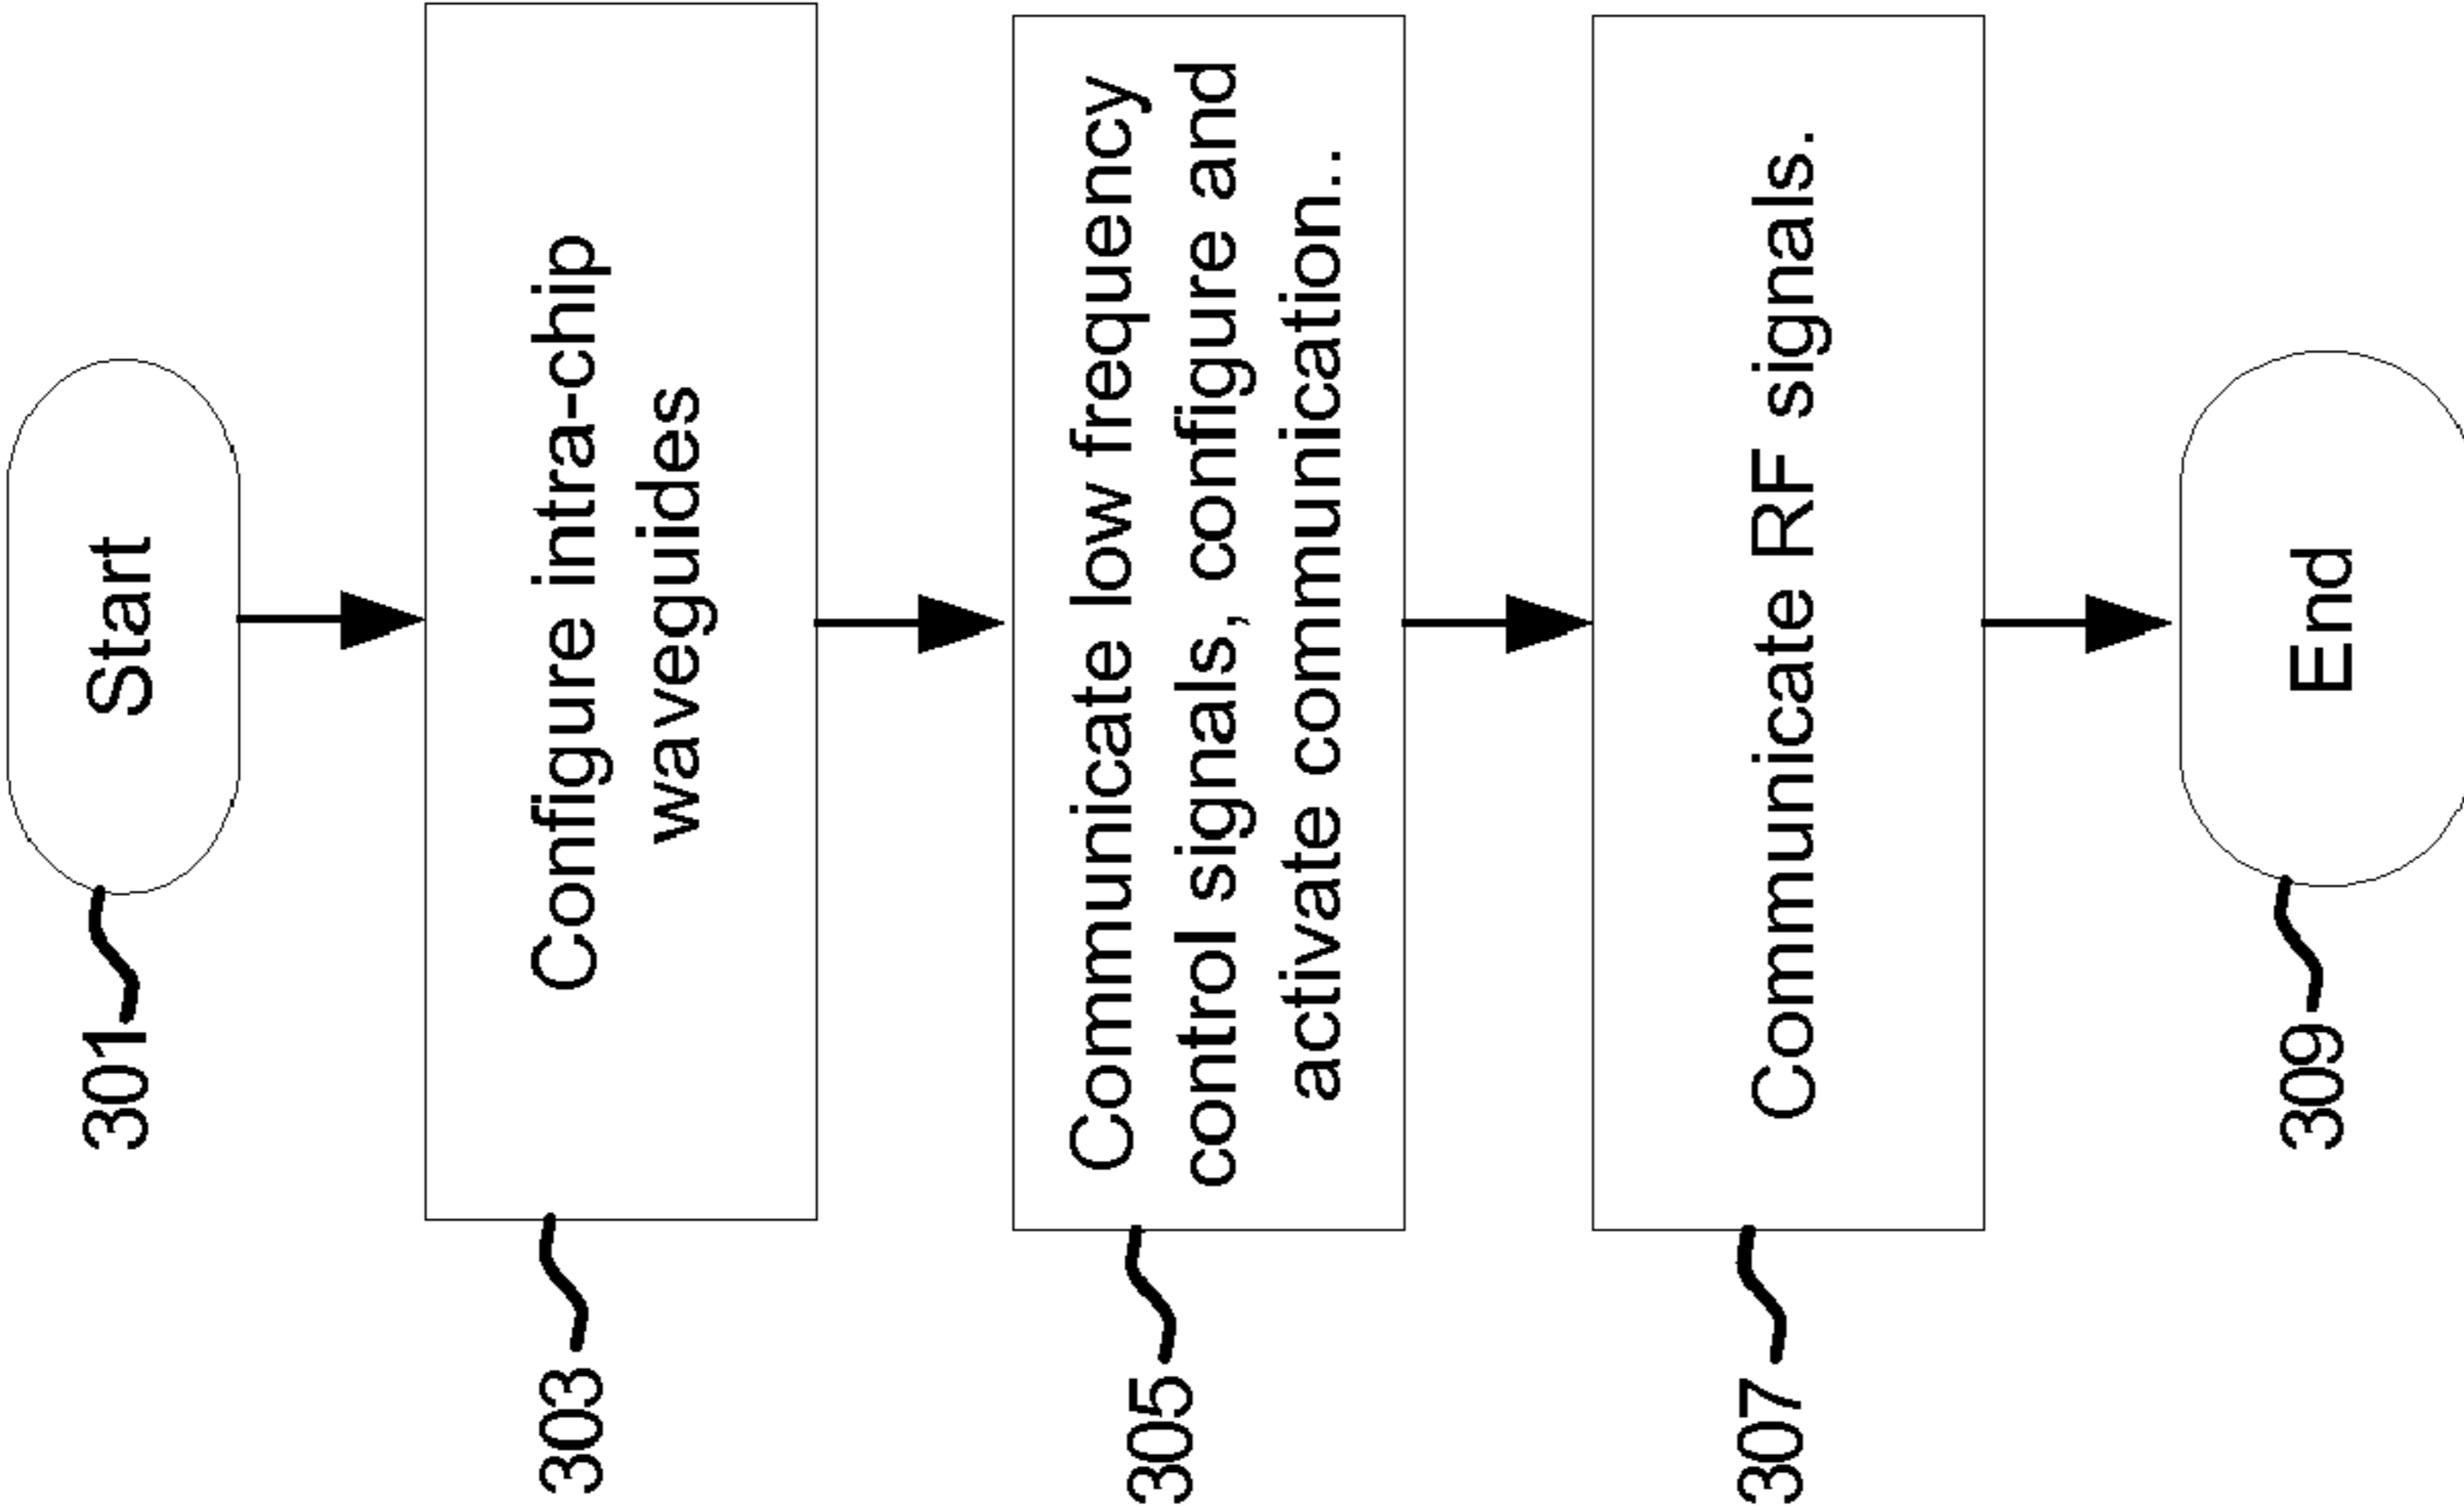 301
Start
303
Configure intra-chip
waveguides
305
Communicate low frequency
control signals, configure and
activate communication..
307
Communicate RF signals.
309
End